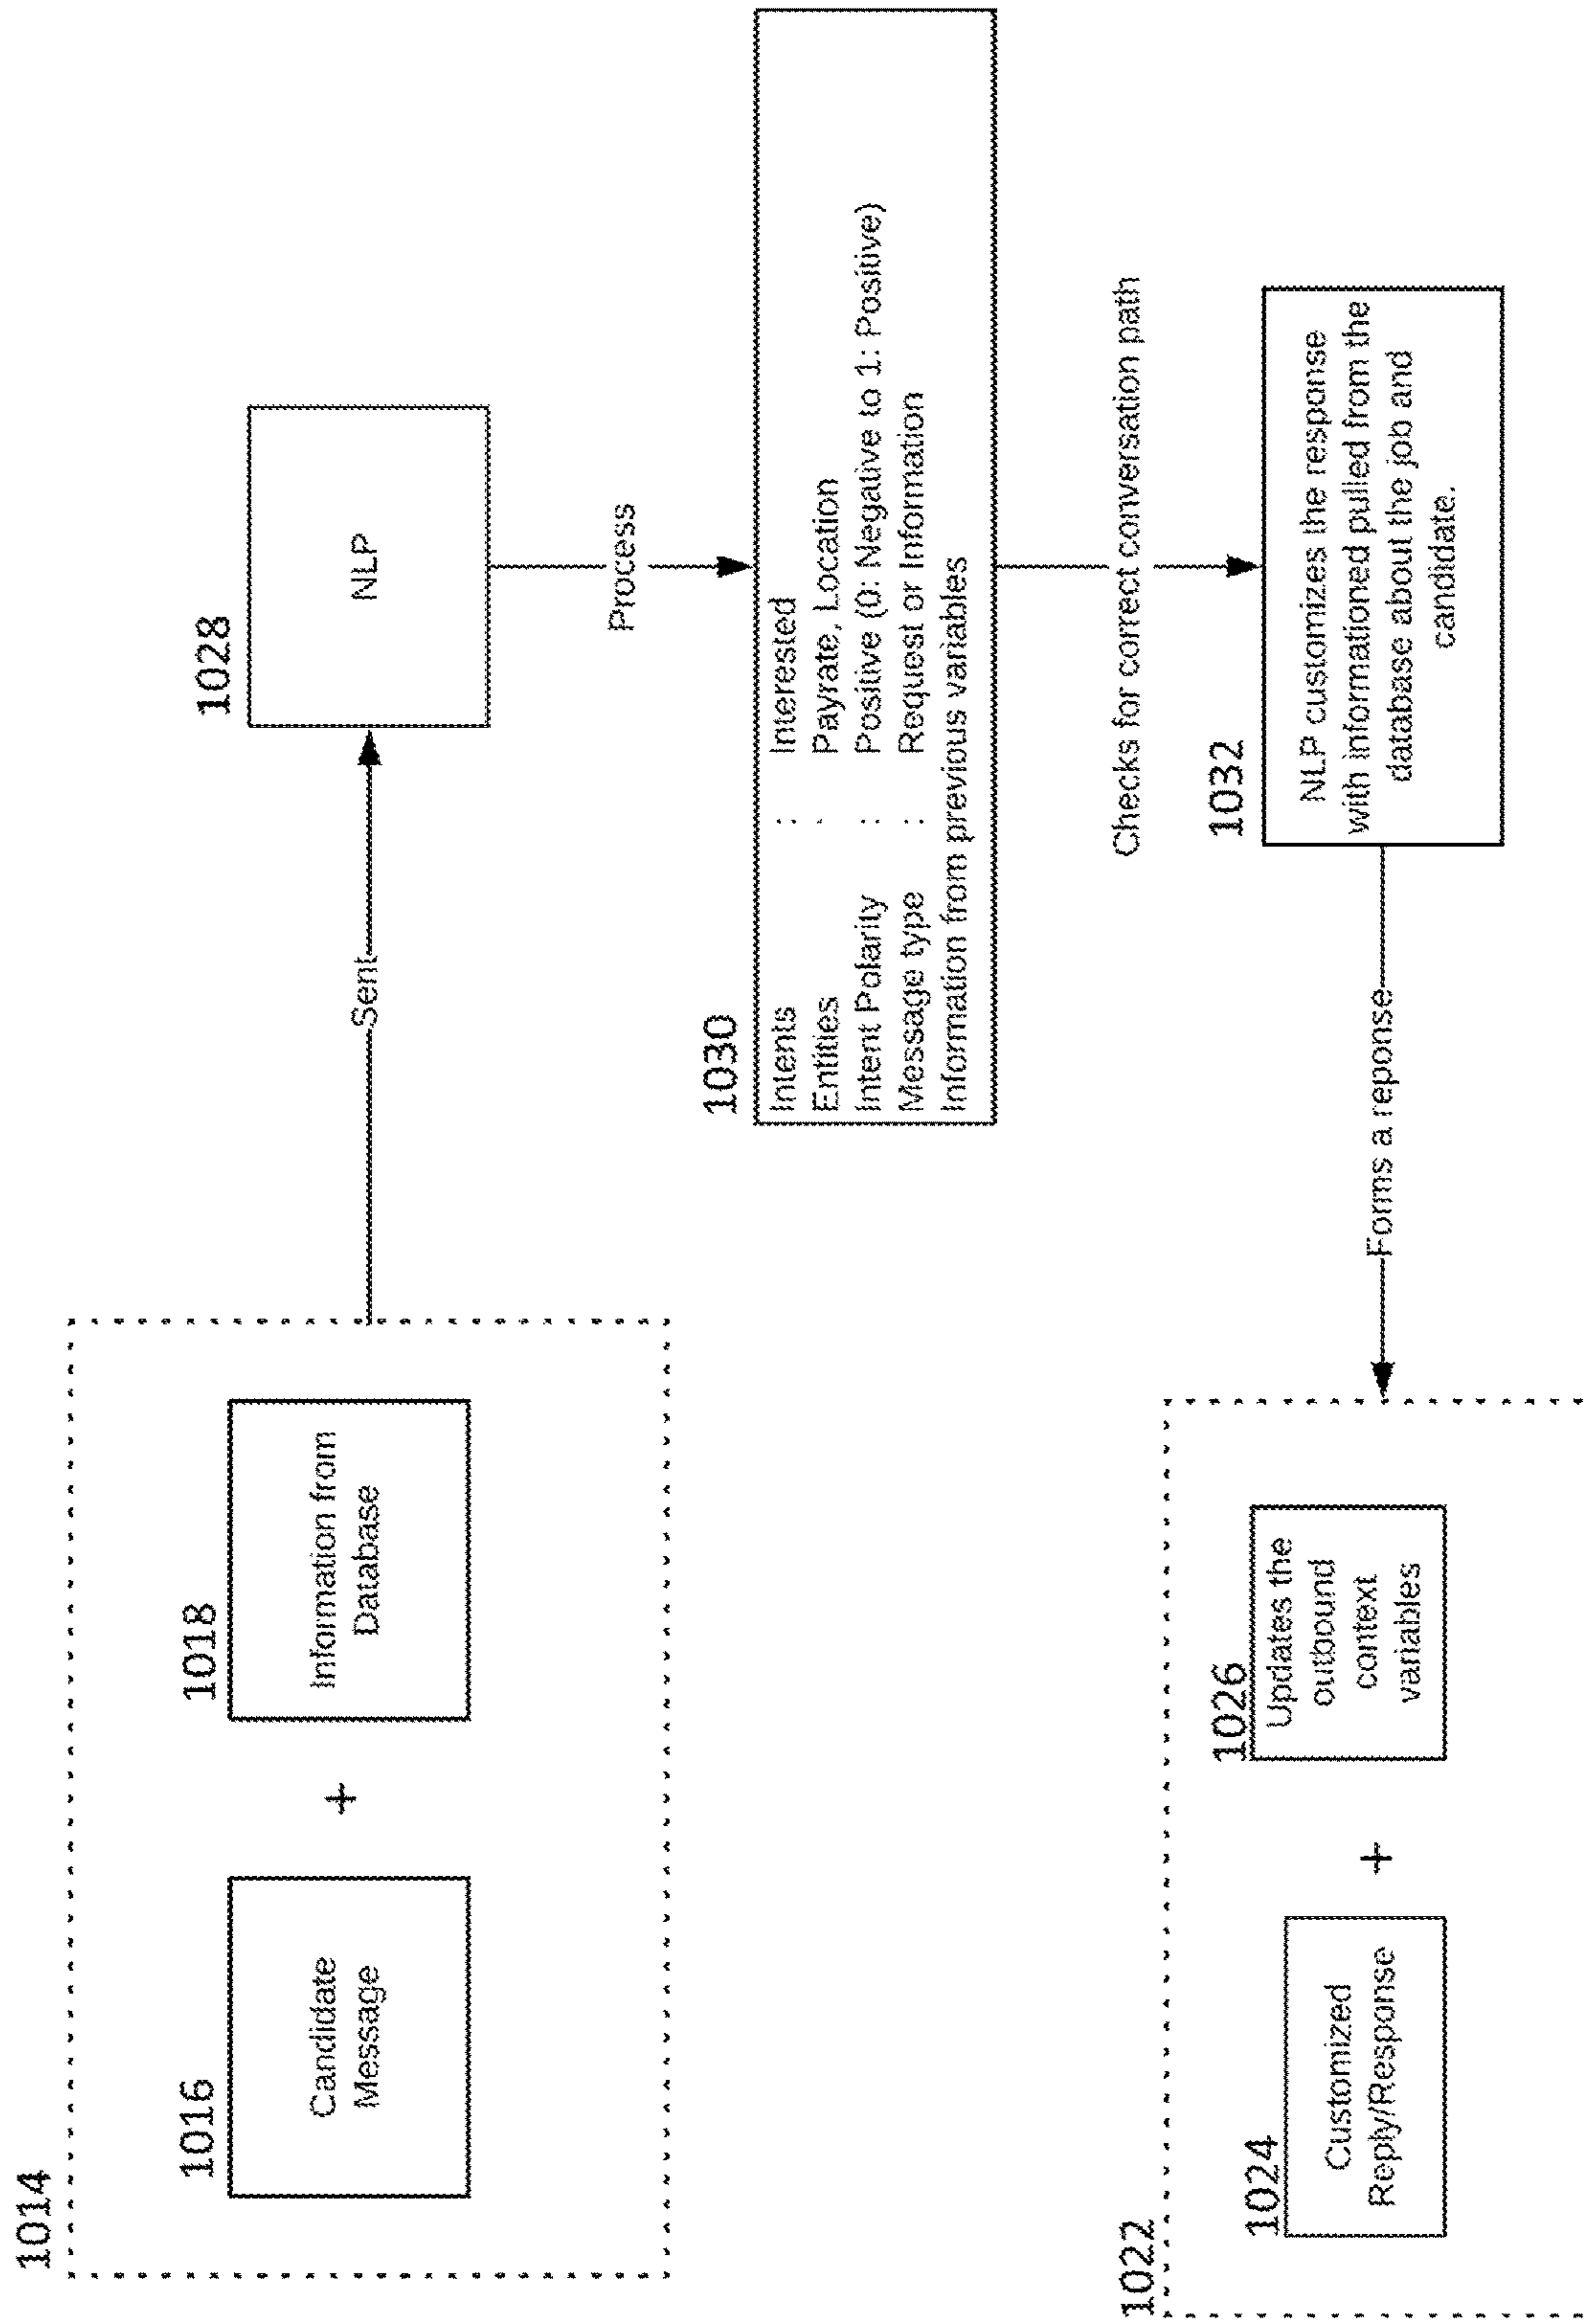 1014
1016
Candidate
Message
+
1018
Information from
Database
Sent
1028
NLP
Process
1030
Intents : Interested
Entities . Payrate, Location
Intent Polarity : Positive (0: Negative to 1: Positive)
Message type : Request or Information
Information from previous variables
Checks for correct conversation path
1032
NLP customizes the response
with informationed pulled from the
database about the job and
candidate.
Forms a reponse
1022
1024
Customized
Reply/Response
+
1026
Updates the
outbound
context
variables